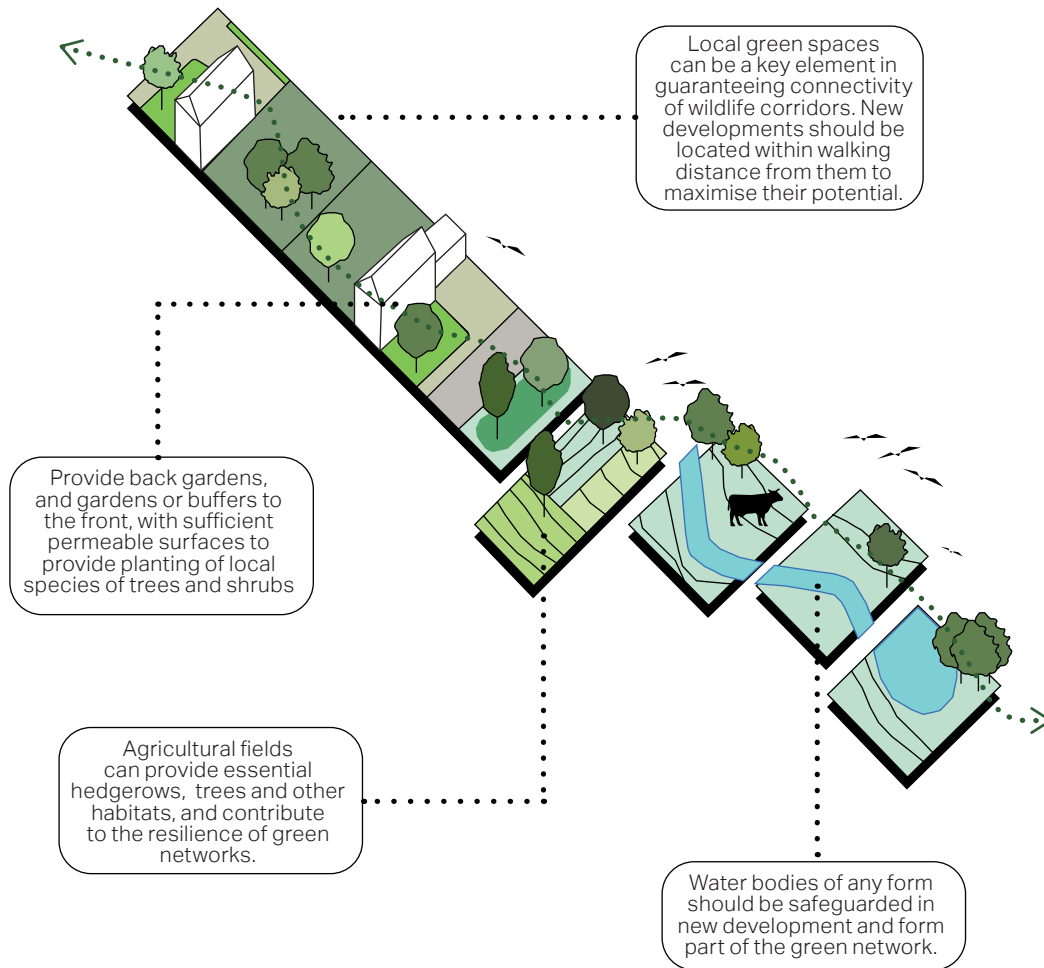 Local green spaces
can be a key element in
guaranteeing connectivity
of wildlife corridors. New
developments should be
located within walking
distance from them to
maximise their potential.
Provide back gardens,
and gardens or buffers to
the front, with sufficient
permeable surfaces to
provide planting of local
species of trees and shrubs
Agricultural fields
can provide essential
hedgerows, trees and other
habitats, and contribute
to the resilience of green
networks.
Water bodies of any form
should be safeguarded in
new development and form
part of the green network.